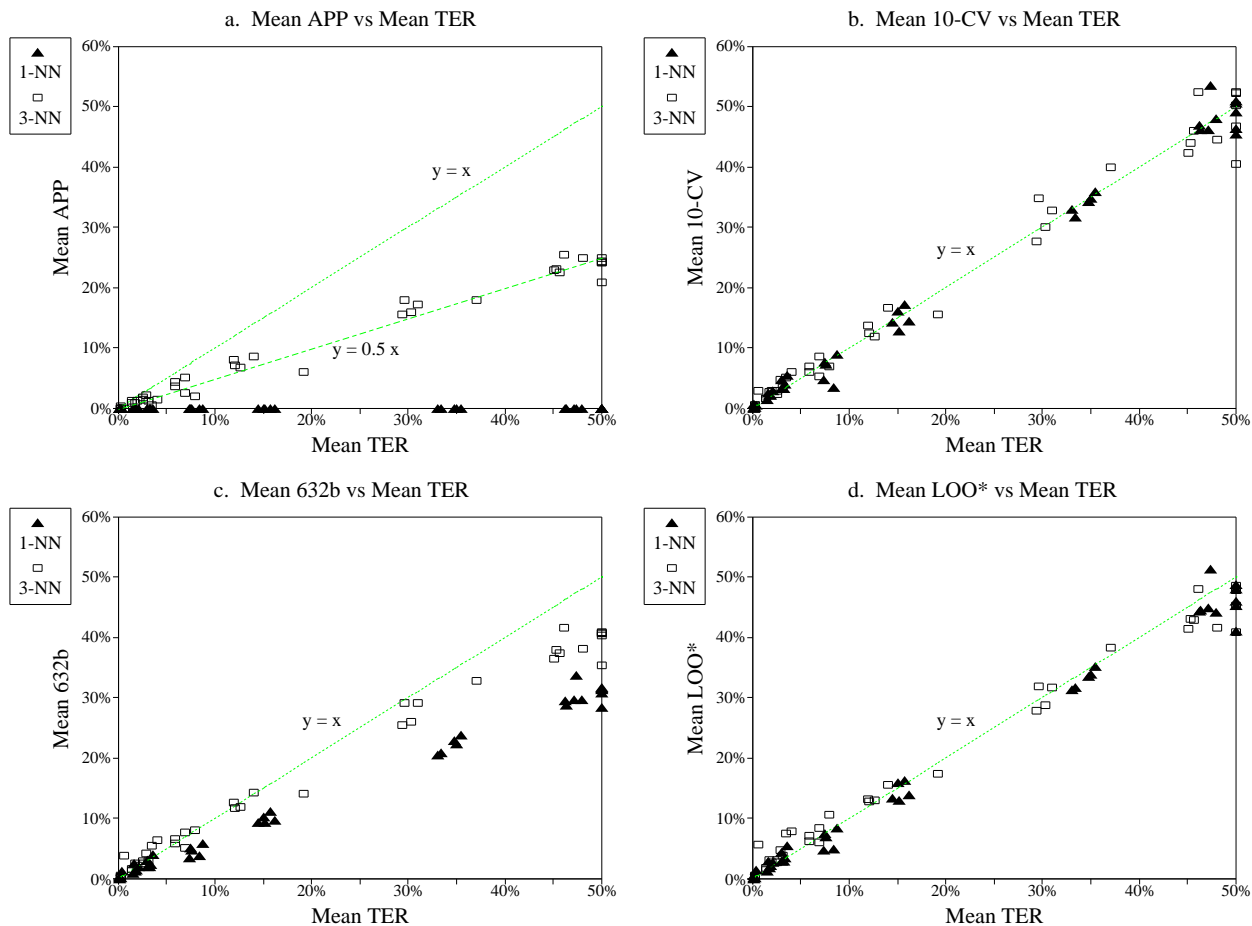 a. Mean APP vs Mean TER
1-NN
3-NN
60%
50%
40%
30%
20%
10%
0%
Mean APP
y = x
y = 0.5 x
0%
10%
20%
30%
40%
50%
Mean TER
b. Mean 10-CV vs Mean TER
1-NN
3-NN
60%
50%
40%
30%
20%
10%
0%
Mean 10-CV
y = x
0%
10%
20%
30%
40%
50%
Mean TER
c. Mean 632b vs Mean TER
1-NN
3-NN
60%
50%
40%
30%
20%
10%
0%
Mean 632b
y = x
0%
10%
20%
30%
40%
50%
Mean TER
d. Mean LOO* vs Mean TER
1-NN
3-NN
60%
50%
40%
30%
20%
10%
0%
Mean LOO*
y = x
0%
10%
20%
30%
40%
50%
Mean TER